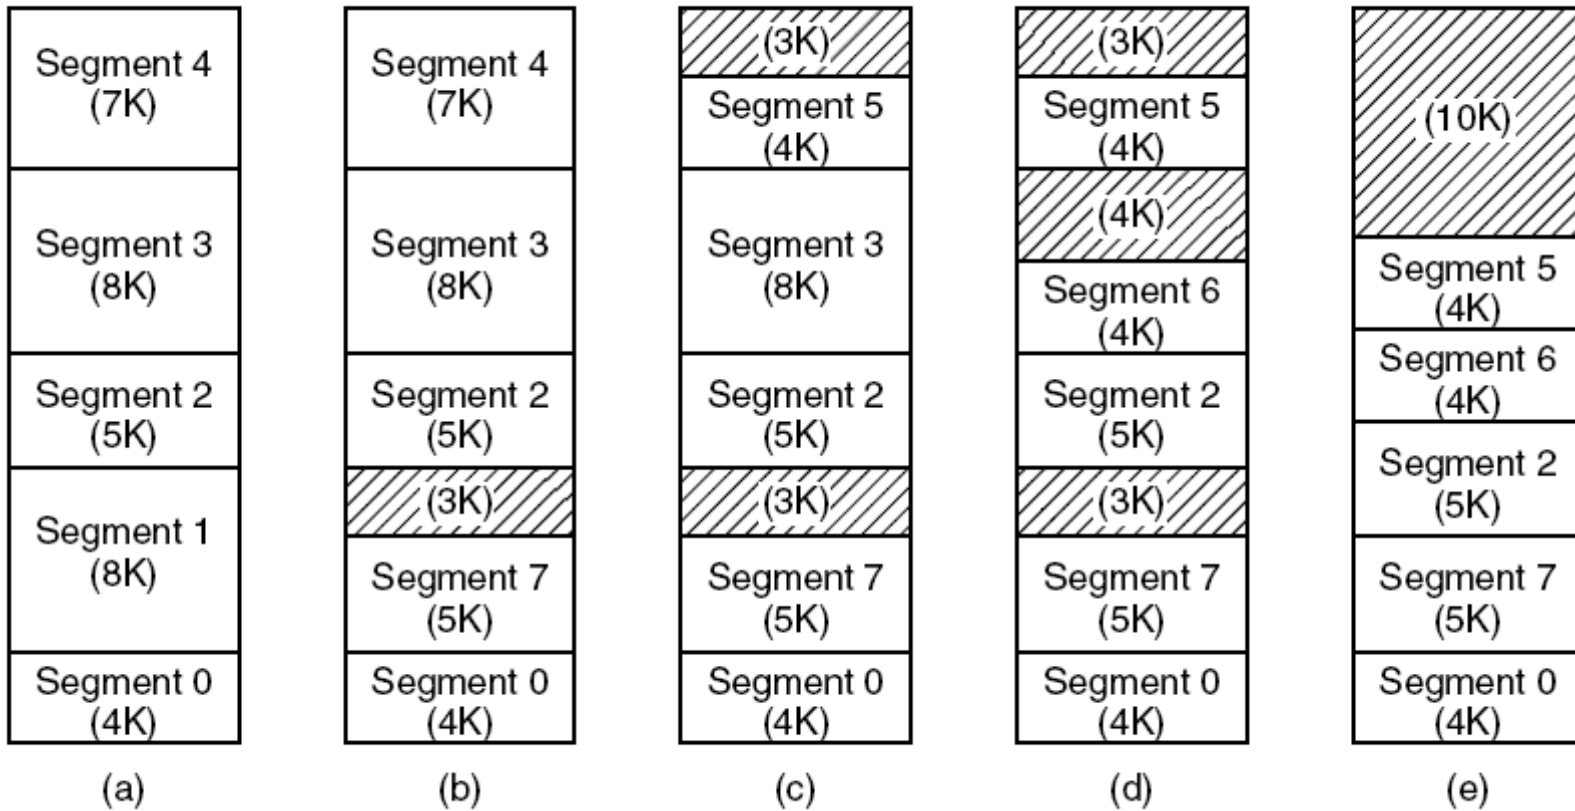 Segment 4
(7K)
Segment 3
(8K)
Segment 2
(5K)
Segment 1
(8K)
Segment 0
(4K)
(a)
Segment 4
(7K)
Segment 3
(8K)
Segment 2
(5K)
(3K)
Segment 7
(5K)
Segment 0
(4K)
(b)
(3K)
Segment 5
(4K)
Segment 3
(8K)
Segment 2
(5K)
(3K)
Segment 7
(5K)
Segment 0
(4K)
(c)
(3K)
Segment 5
(4K)
(4K)
Segment 6
(4K)
Segment 2
(5K)
(3K)
Segment 7
(5K)
Segment 0
(4K)
(d)
(10K)
Segment 5
(4K)
Segment 6
(4K)
Segment 2
(5K)
Segment 7
(5K)
Segment 0
(4K)
(e)